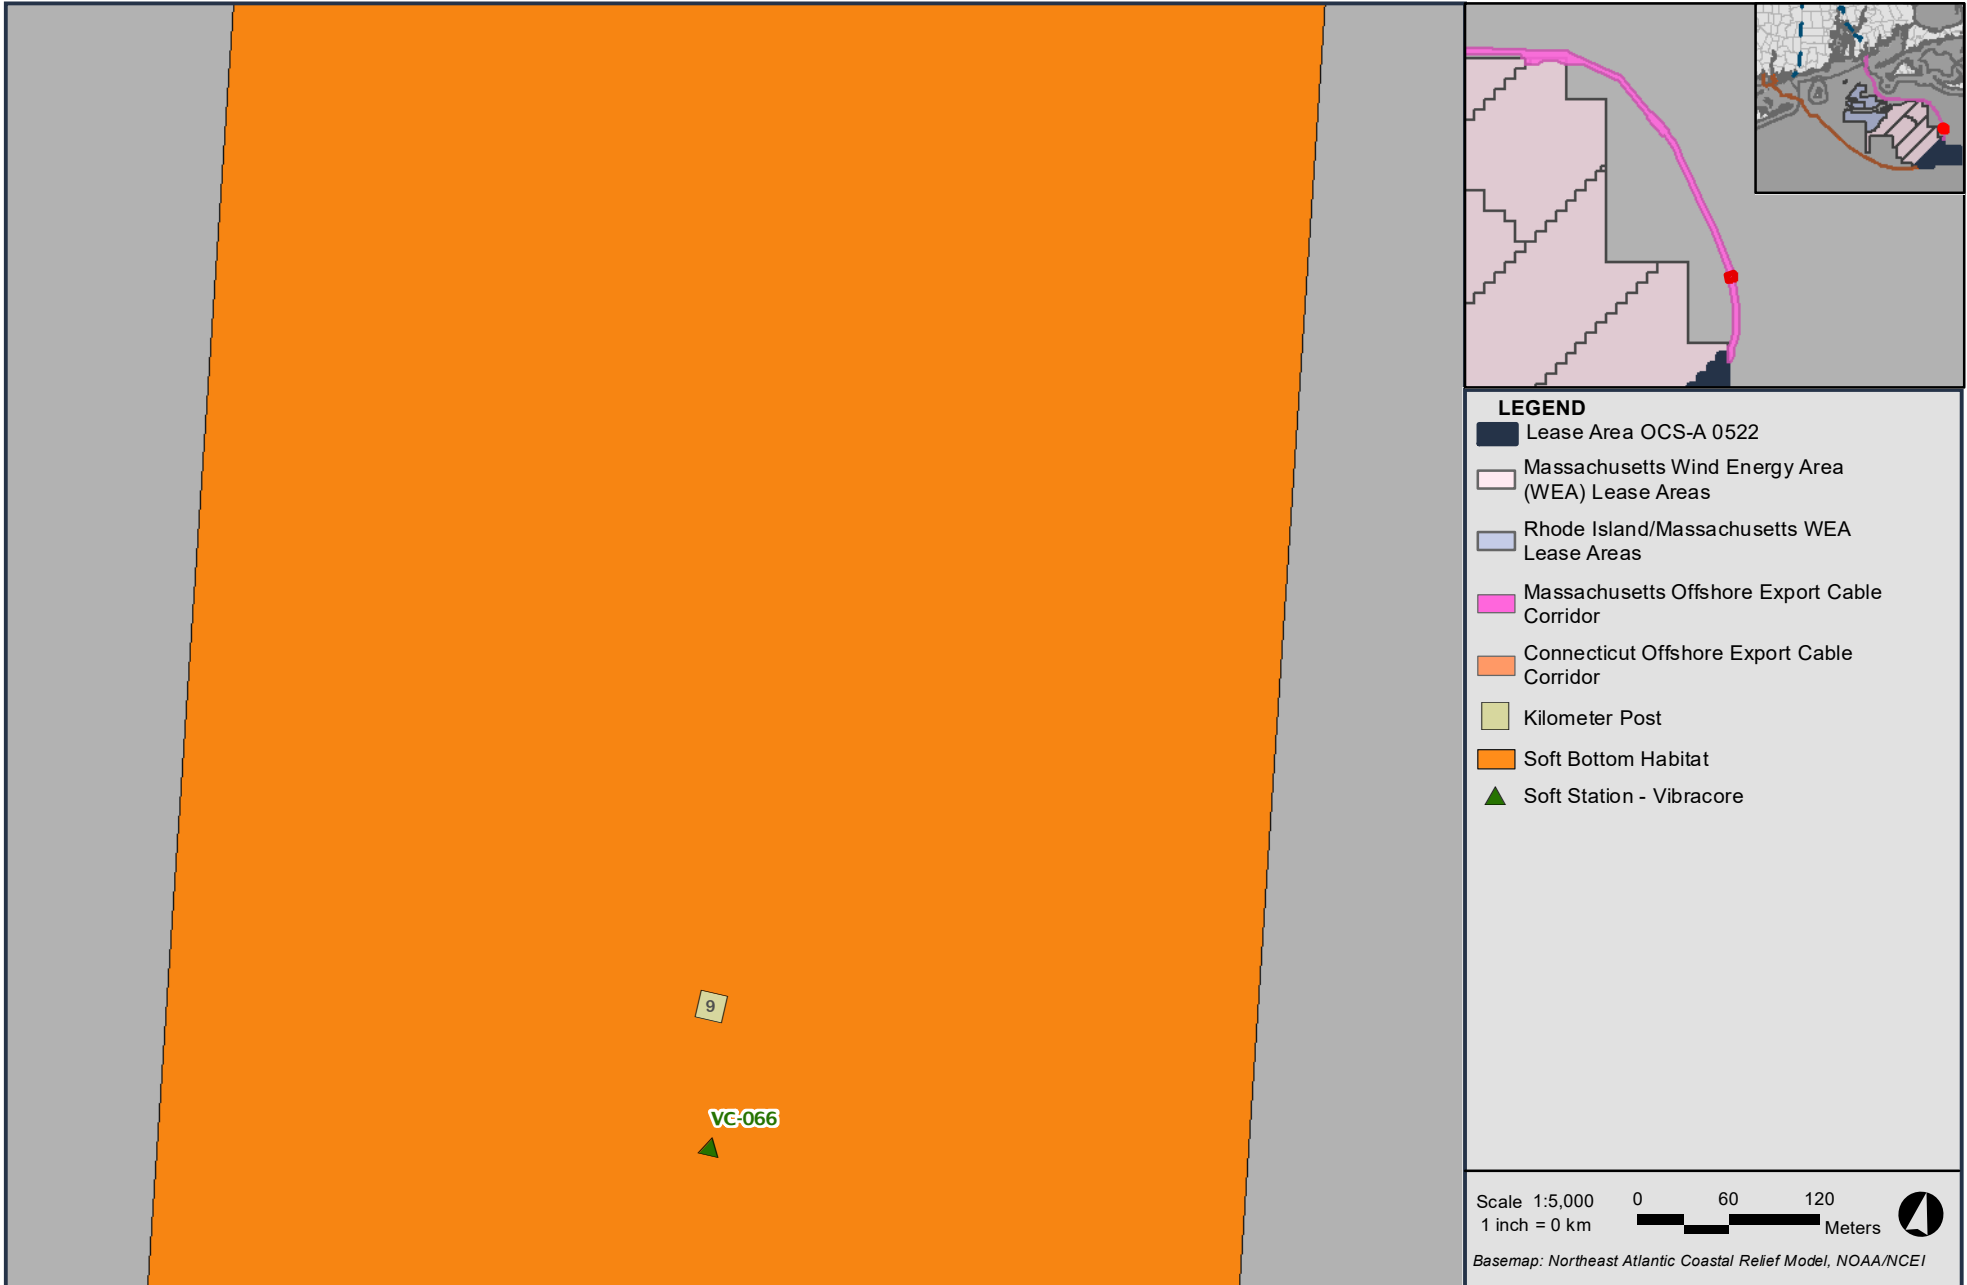 9
VC-066
LEGEND
Lease Area OCS-A 0522
Massachusetts Wind Energy Area
(WEA) Lease Areas
Rhode Island/Massachusetts WEA
Lease Areas
Massachusetts Offshore Export Cable
Corridor
Connecticut Offshore Export Cable
Corridor
Kilometer Post
Soft Bottom Habitat
Soft Station - Vibracore
Scale 1:5,000
1 inch = 0 km
0 60 120
Meters
Basemap: Northeast Atlantic Coastal Relief Model, NOAA/NCEI